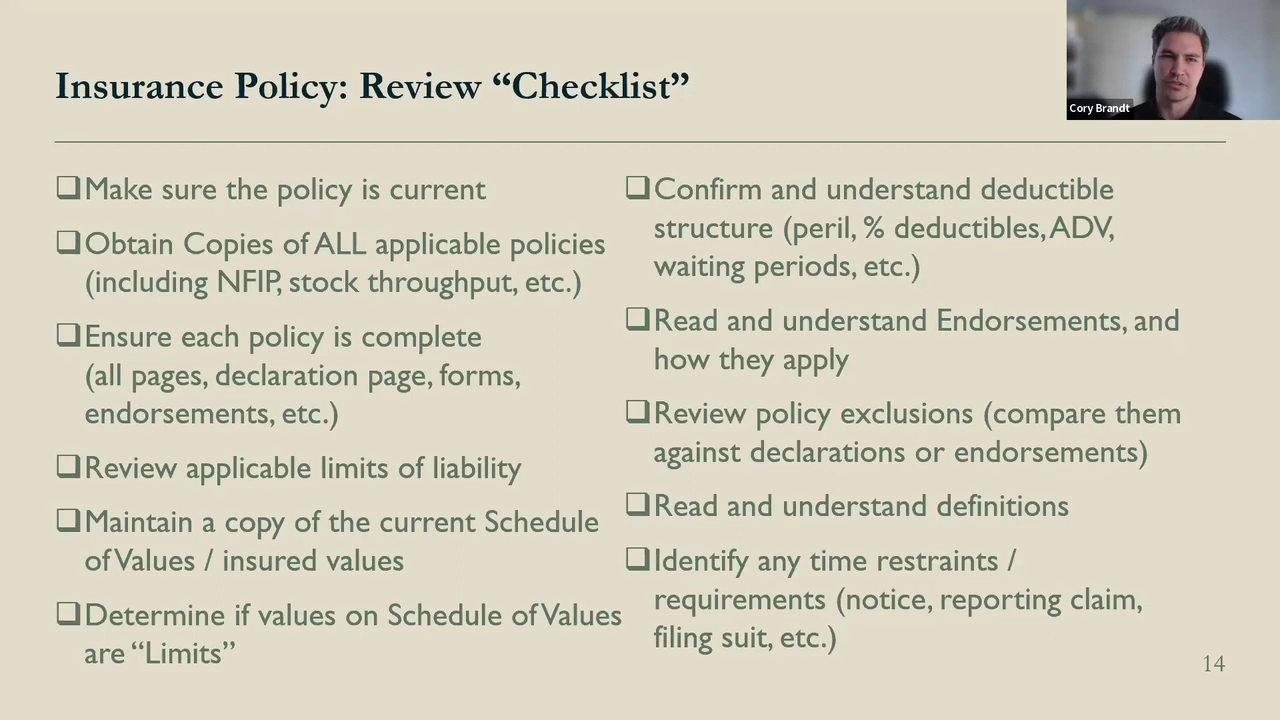 Insurance Policy: Review “Checklist”
Cory Brandt
❑Make sure the policy is current
❑Obtain Copies of ALL applicable policies
(including NFIP, stock throughput, etc.)
❑Ensure each policy is complete
(all pages, declaration page, forms,
endorsements, etc.)
❑Review applicable limits of liability
❑Maintain a copy of the current Schedule
of Values / insured values
❑Determine if values on Schedule of Values
are “Limits”
❑Confirm and understand deductible
structure (peril, % deductibles, ADV,
waiting periods, etc.)
❑Read and understand Endorsements, and
how they apply
❑Review policy exclusions (compare them
against declarations or endorsements)
❑Read and understand definitions
❑Identify any time restraints /
requirements (notice, reporting claim,
filing suit, etc.)
14